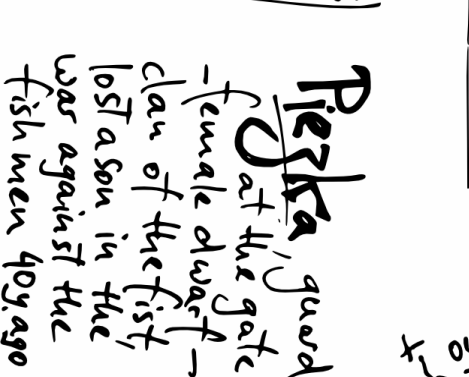 Piezka, guard
at the gate
- female dwarf -
clan of the fist,
lost a son in the
war against the
fishmen 40y.ago